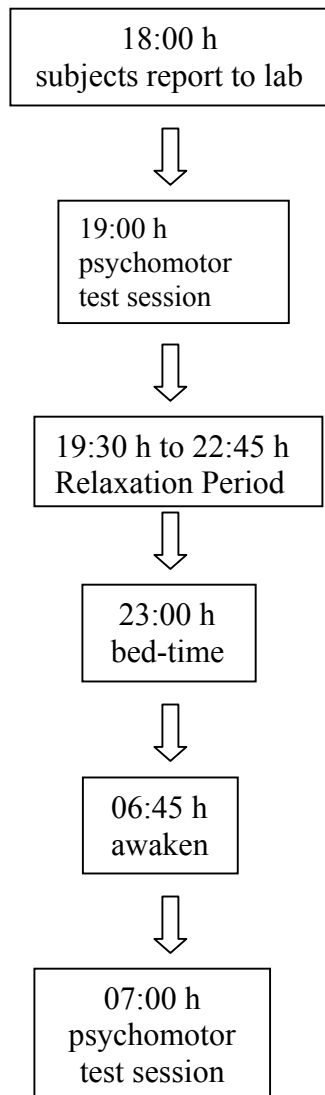 18:00 h
subjects report to lab
19:00 h
psychomotor
test session
19:30 h to 22:45 h
Relaxation Period
23:00 h
bed-time
06:45 h
awaken
07:00 h
psychomotor
test session